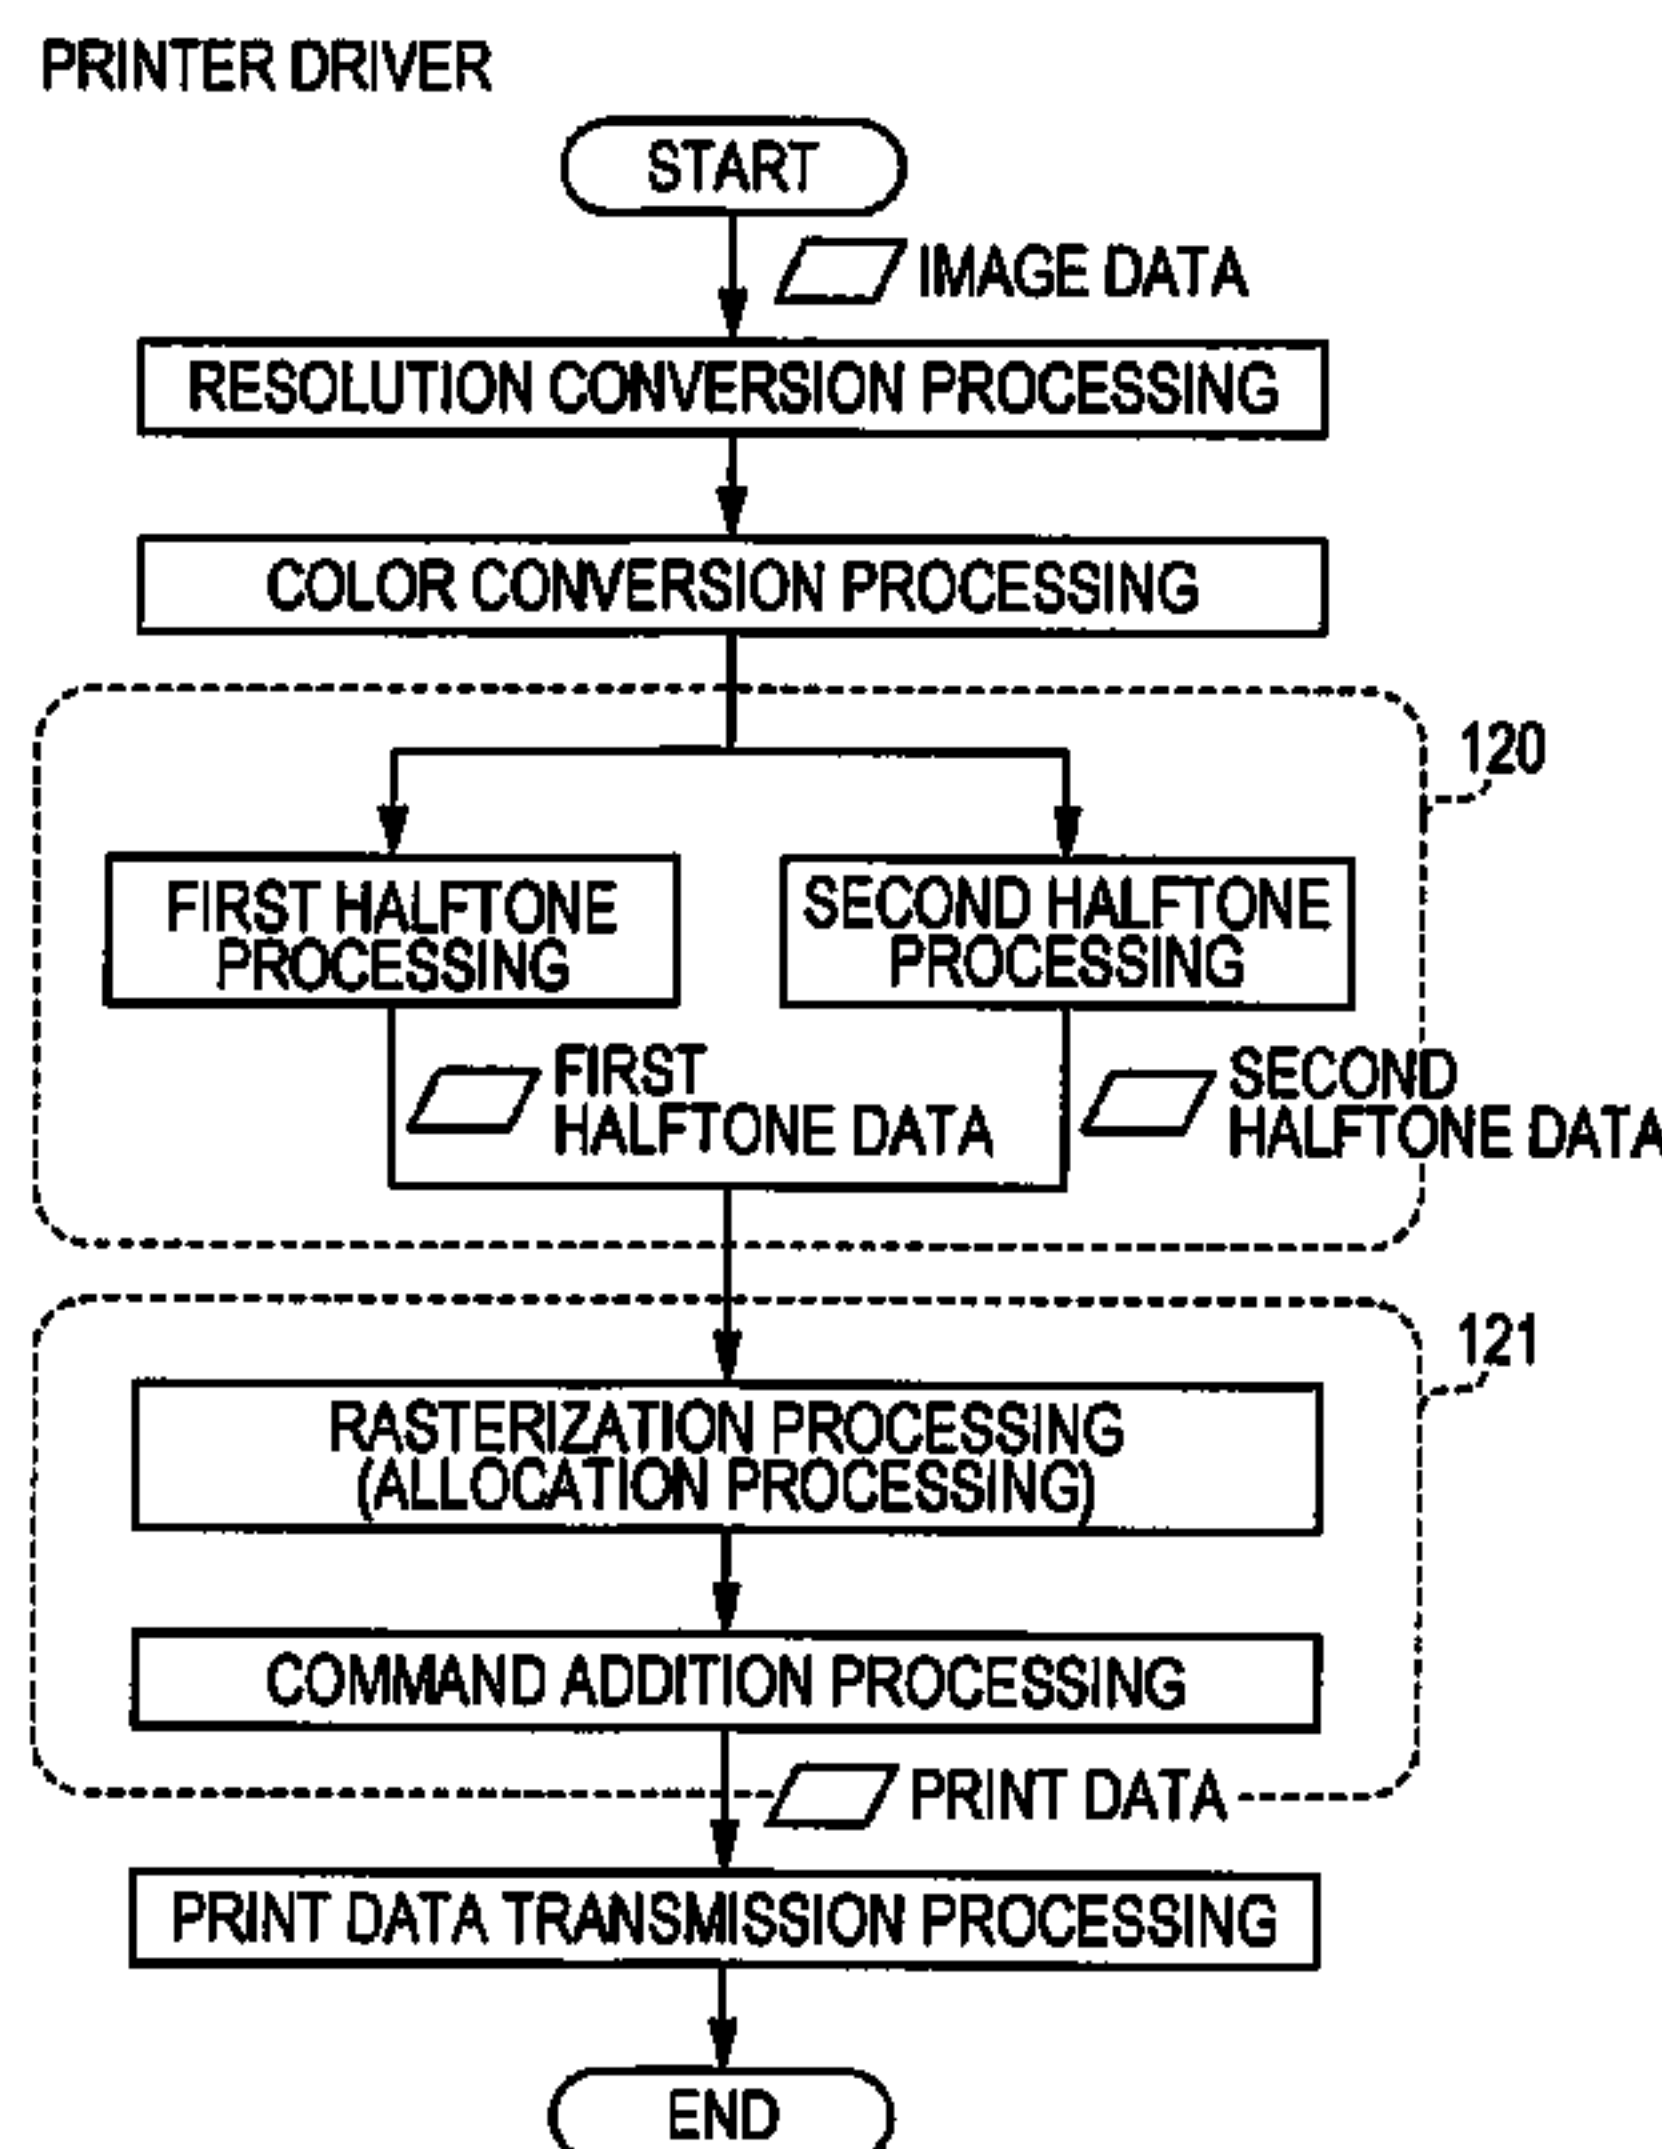 PRINTER DRIVER
START
IMAGE DATA
RESOLUTION CONVERSION PROCESSING
COLOR CONVERSION PROCESSING
120
FIRST HALFTONE
PROCESSING
SECOND HALFTONE
PROCESSING
FIRST
HALFTONE DATA
SECOND
HALFTONE DATA
121
RASTERIZATION PROCESSING
(ALLOCATION PROCESSING)
COMMAND ADDITION PROCESSING
PRINT DATA
PRINT DATA TRANSMISSION PROCESSING
END